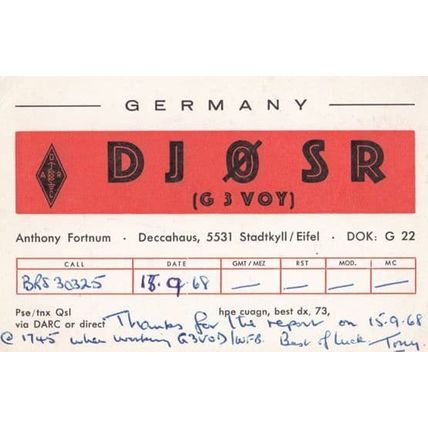 GERMANY
DJ Ø SR
(G 3 VOY)
Anthony Fortnum · Deccahaus, 5531 Stadtkyll/Eifel · DOK: G 22
CALL DATE GMT/MEZ RST MOD. MC
BRS 30325 15.9.68 — — — —
Pse/tnx Qsl hpe cuagn, best dx, 73,
via DARC or direct Thanks for the report on 15.9.68
@ 1745 when working G3VOD/W.F.B. Best of luck - Tony.